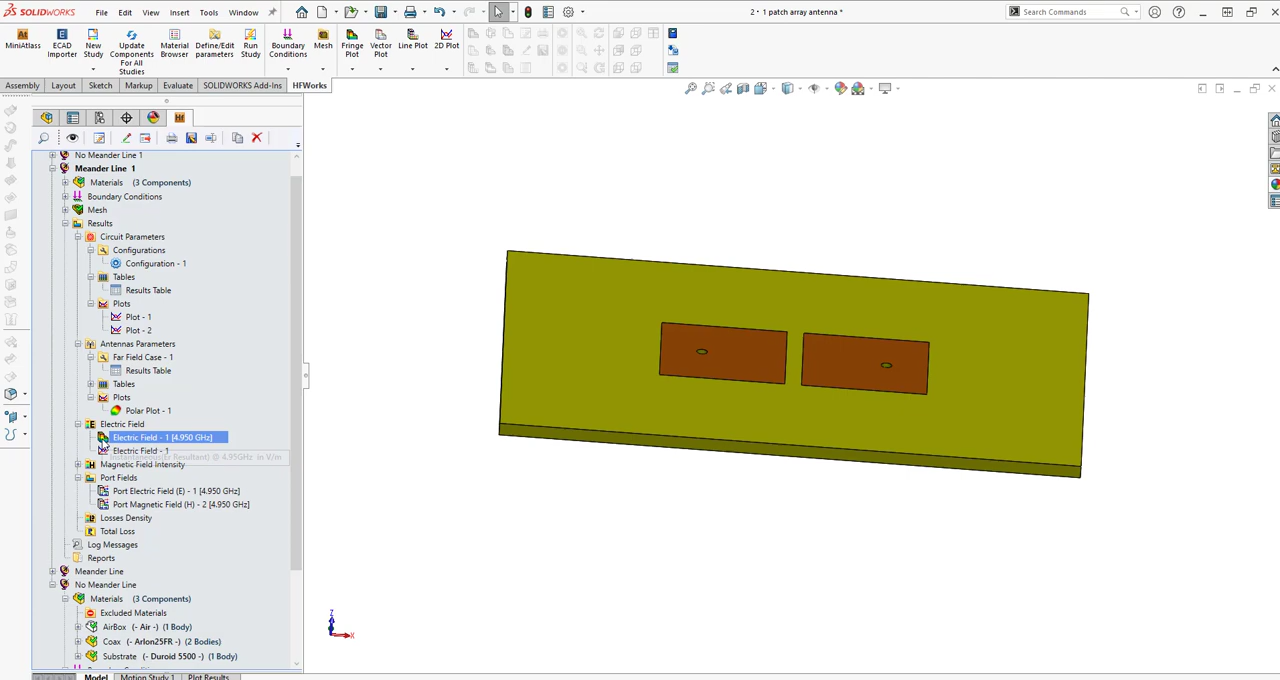 SOLIDWORKS File Edit View Insert Tools Window 2 - 1 patch array antenna * Search Commands
MiniAtlas ECAD Importer New Study Update Components For All Studies Material Browser Define/Edit parameters Run Study Boundary Conditions Mesh Fringe Plot Vector Plot Line Plot 2D Plot
Assembly Layout Sketch Markup Evaluate SOLIDWORKS Add-Ins HFWorks
No Meander Line 1
Meander Line 1
Materials (3 Components)
Boundary Conditions
Mesh
Results
Circuit Parameters
Configurations
Configuration - 1
Tables
Results Table
Plots
Plot - 1
Plot - 2
Antennas Parameters
Far Field Case - 1
Results Table
Tables
Plots
Polar Plot - 1
Electric Field
Electric Field - 1 [4.950 GHz]
Electric Field - 1
Instantaneous(Er Resultant) @ 4.95GHz in V/m
Magnetic Field Intensity
Port Fields
Port Electric Field (E) - 1 [4.950 GHz]
Port Magnetic Field (H) - 2 [4.950 GHz]
Losses Density
Total Loss
Log Messages
Reports
Meander Line
No Meander Line
Materials (3 Components)
Excluded Materials
AirBox (- Air -) (1 Body)
Coax (- Arlon25FR -) (2 Bodies)
Substrate (- Duroid 5500 -) (1 Body)
Z
X
Model Motion Study 1 Plot Results